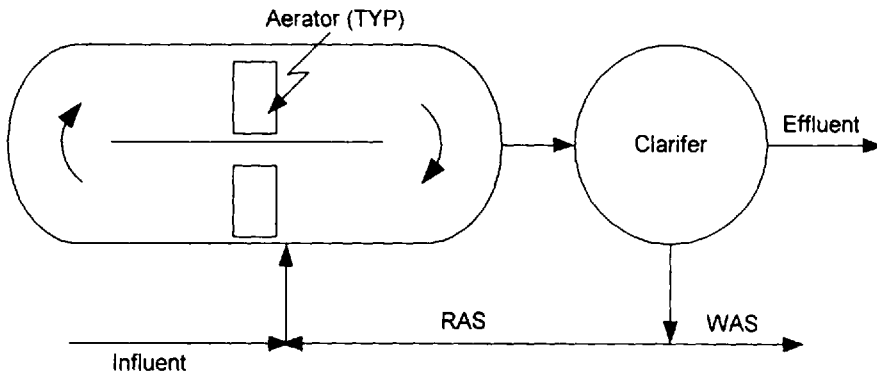 Aerator (TYP)
Clarifer
Effluent
RAS
WAS
Influent